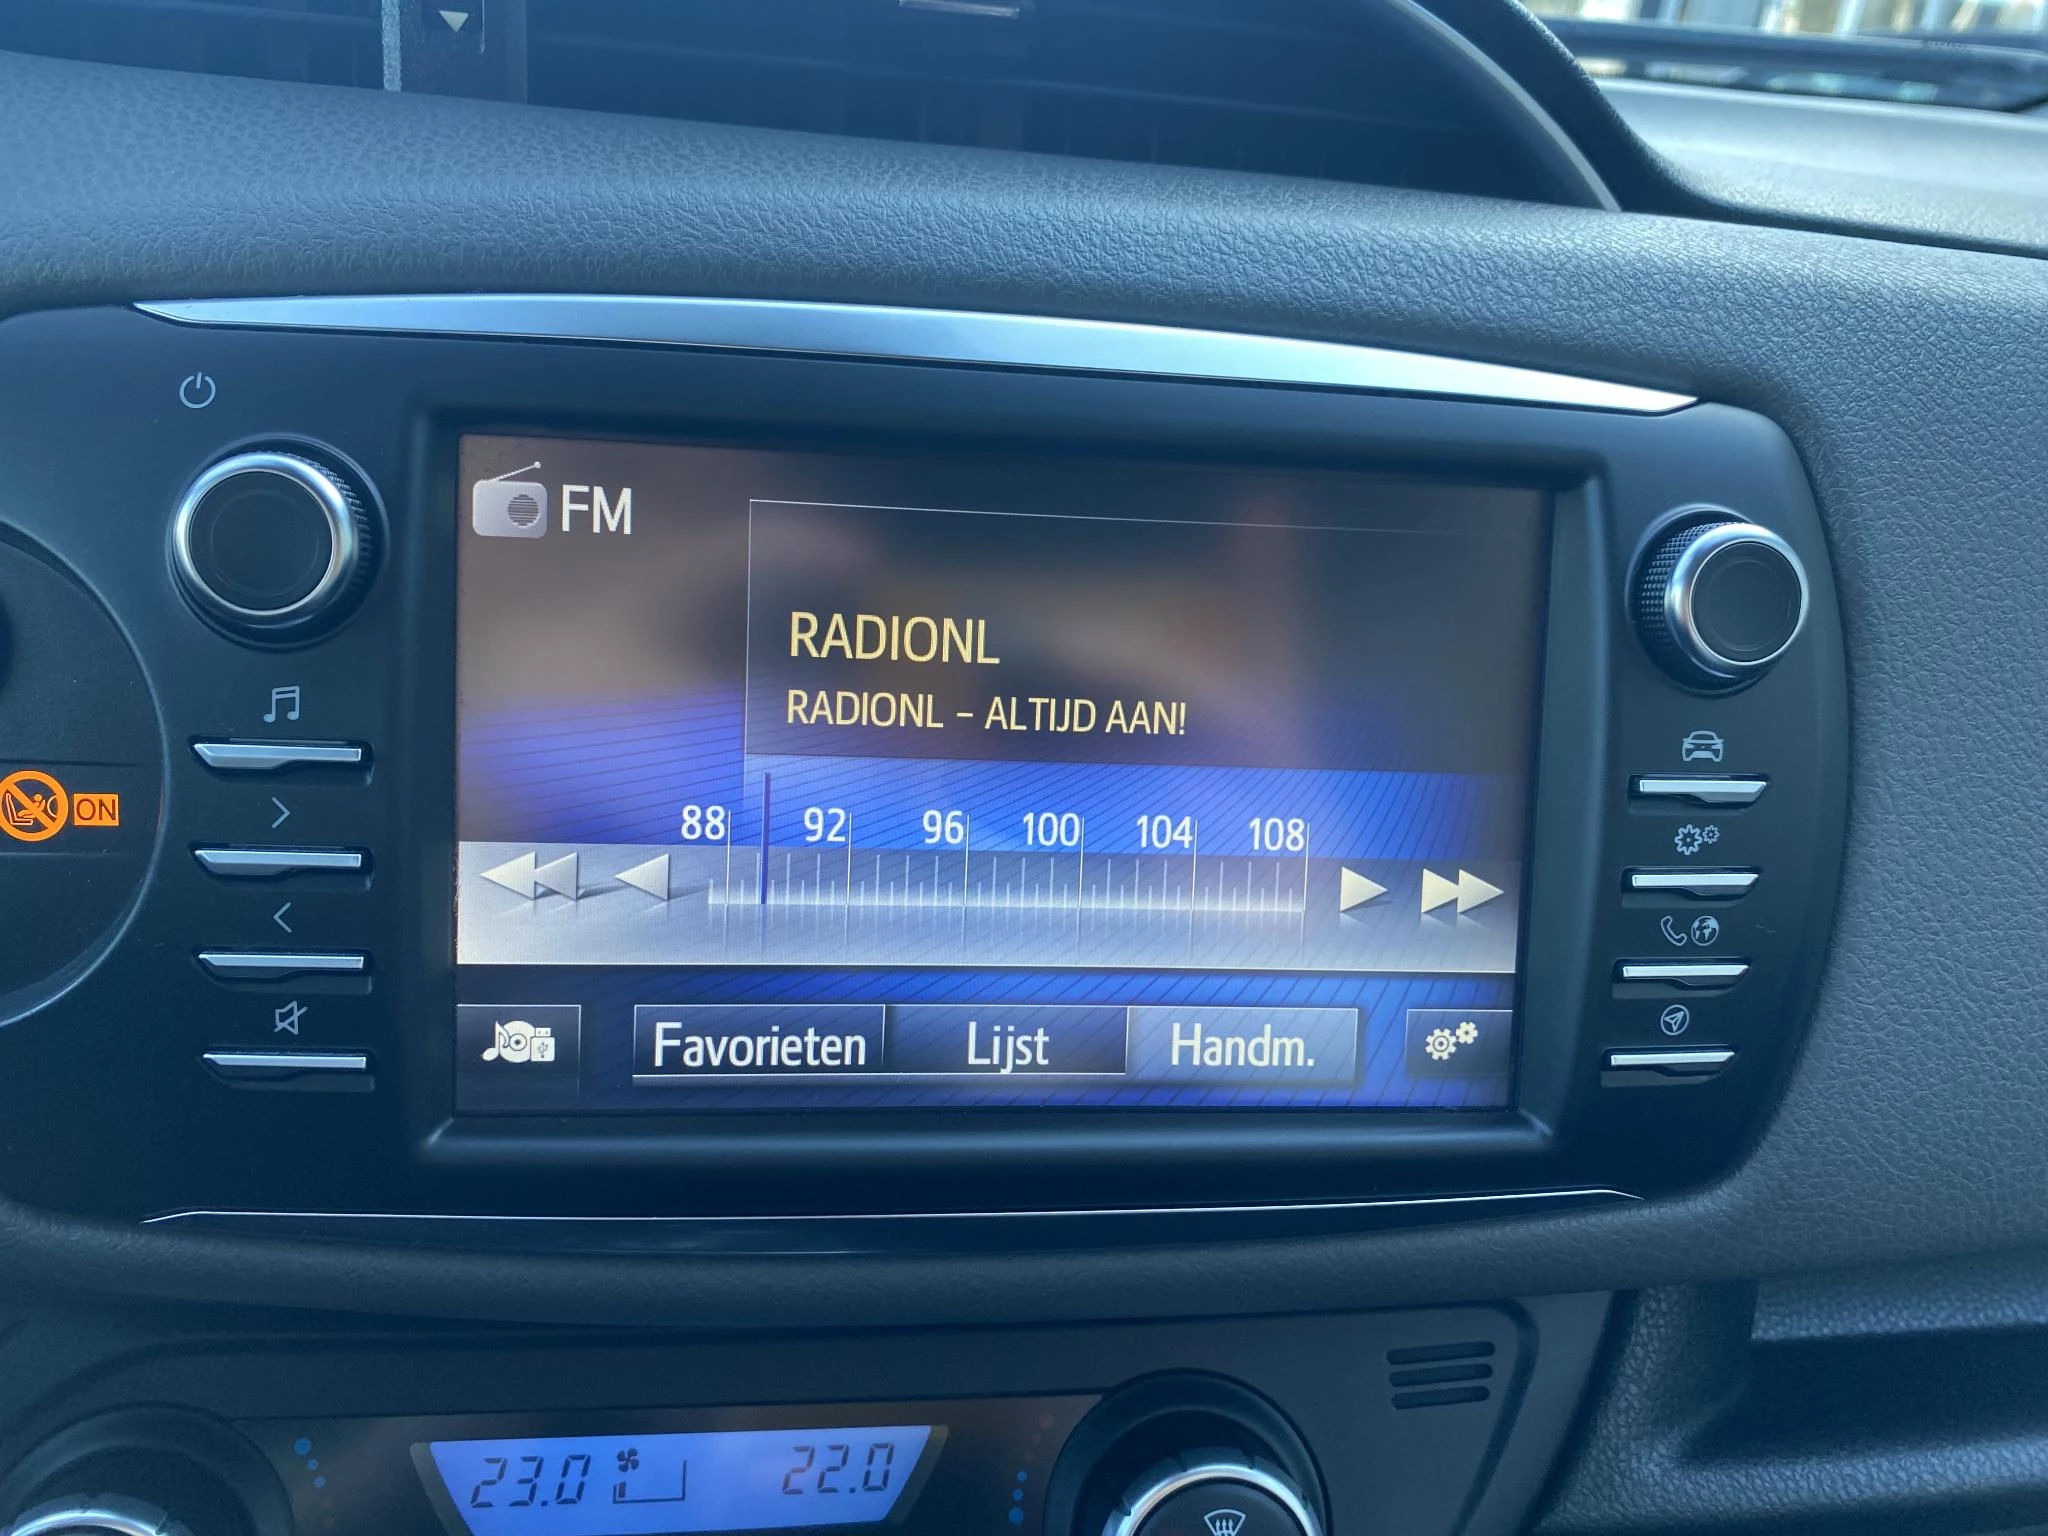 FM
RADIONL
RADIONL - ALTIJD AAN!
88 92 96 100 104 108
ON
Favorieten Lijst Handm.
23.0 22.0